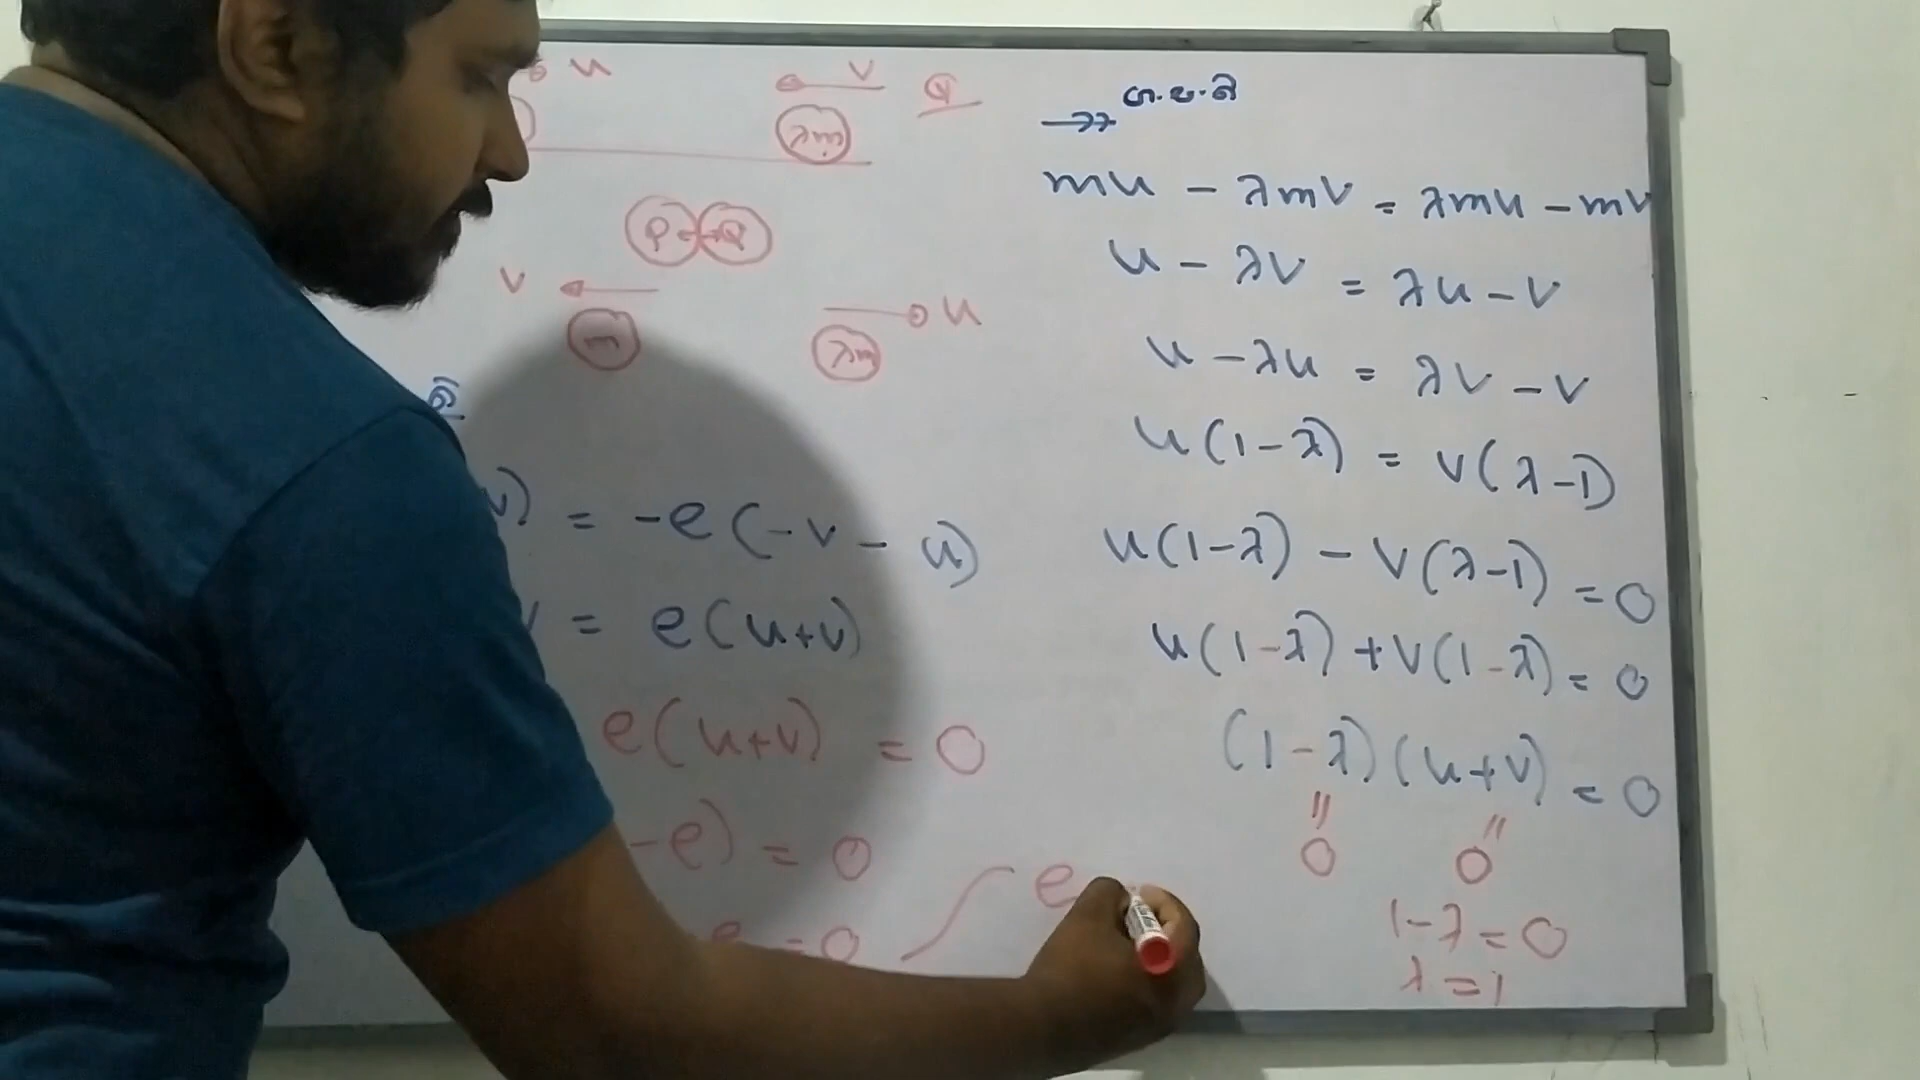 u
v Q
λm
P Q
v u
m λm
) = -e(-v - u)
= e(u+v)
e(u+v) = 0
-e) = 0
e = 0
e
mu - λmv = λmu - mv
u - λv = λu - v
u - λu = λv - v
u(1-λ) = v(λ-1)
u(1-λ) - v(λ-1) = 0
u(1-λ) + v(1-λ) = 0
(1-λ)(u+v) = 0
0 0
1-λ = 0
λ = 1